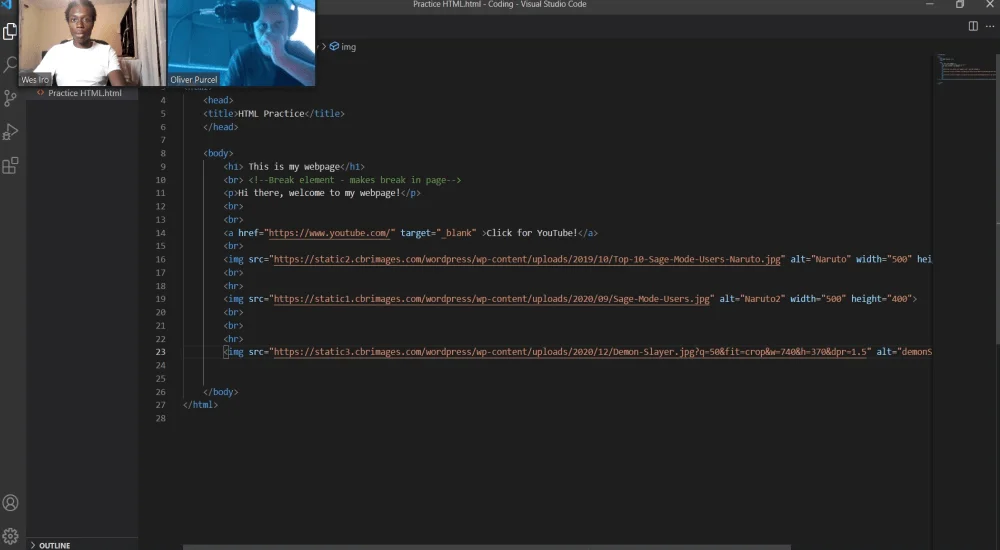 Practice HTML.html - Coding - Visual Studio Code
img
Wes Iro
Oliver Purcel
Practice HTML.html
4 <head>
5 <title>HTML Practice</title>
6 </head>
7
8 <body>
9 <h1> This is my webpage</h1>
10 <br> <!--Break element - makes break in page-->
11 <p>Hi there, welcome to my webpage!</p>
12 <br>
13 <br>
14 <a href="https://www.youtube.com/" target="_blank" >Click for YouTube!</a>
15 <br>
16 <img src="https://static2.cbrimages.com/wordpress/wp-content/uploads/2019/10/Top-10-Sage-Mode-Users-Naruto.jpg" alt="Naruto" width="500" hei
17 <br>
18 <hr>
19 <img src="https://static1.cbrimages.com/wordpress/wp-content/uploads/2020/09/Sage-Mode-Users.jpg" alt="Naruto2" width="500" height="400">
20 <br>
21 <br>
22 <hr>
23 <img src="https://static3.cbrimages.com/wordpress/wp-content/uploads/2020/12/Demon-Slayer.jpg?q=50&fit=crop&w=740&h=370&dpr=1.5" alt="demonS
24
25
26 </body>
27 </html>
28
OUTLINE